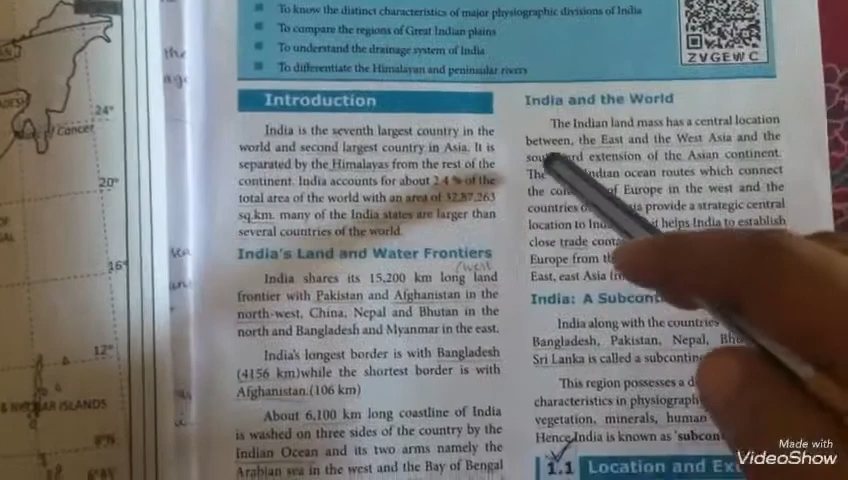 To know the distinct characteristics of major physiographic divisions of India
To compare the regions of Great Indian plains
To understand the drainage system of India
To differentiate the Himalayan and peninsular rivers
ZVGEWC
Introduction
India is the seventh largest country in the
world and second largest country in Asia. It is
separated by the Himalayas from the rest of the
continent. India accounts for about 2.4 % of the
total area of the world with an area of 32,87,263
sq.km. many of the India states are larger than
several countries of the world.
India's Land and Water Frontiers
India shares its 15,200 km long land
frontier with Pakistan and Afghanistan in the
north-west, China, Nepal and Bhutan in the
north and Bangladesh and Myanmar in the east.
India's longest border is with Bangladesh
(4156 km)while the shortest border is with
Afghanistan.(106 km)
About 6,100 km long coastline of India
is washed on three sides of the country by the
Indian Ocean and its two arms namely the
Arabian sea in the west and the Bay of Bengal
India and the World
The Indian land mass has a central location
between, the East and the West Asia and the
extension of the Asian continent.
The Indian ocean routes which connect
the of Europe in the west and the
countries provide a strategic central
location to it helps India to establish
close trade
Europe from
East, east Asia
India: A
India along with the countries
Bangladesh, Pakistan, Nepal,
Sri Lanka is called a
This region possesses a
characteristics in
vegetation, minerals, human
Hence India is known as
1.1 Location and
24°
of Cancer
20°
16°
12°
ISLANDS
8°N
6°4'
the
Made with
VideoShow